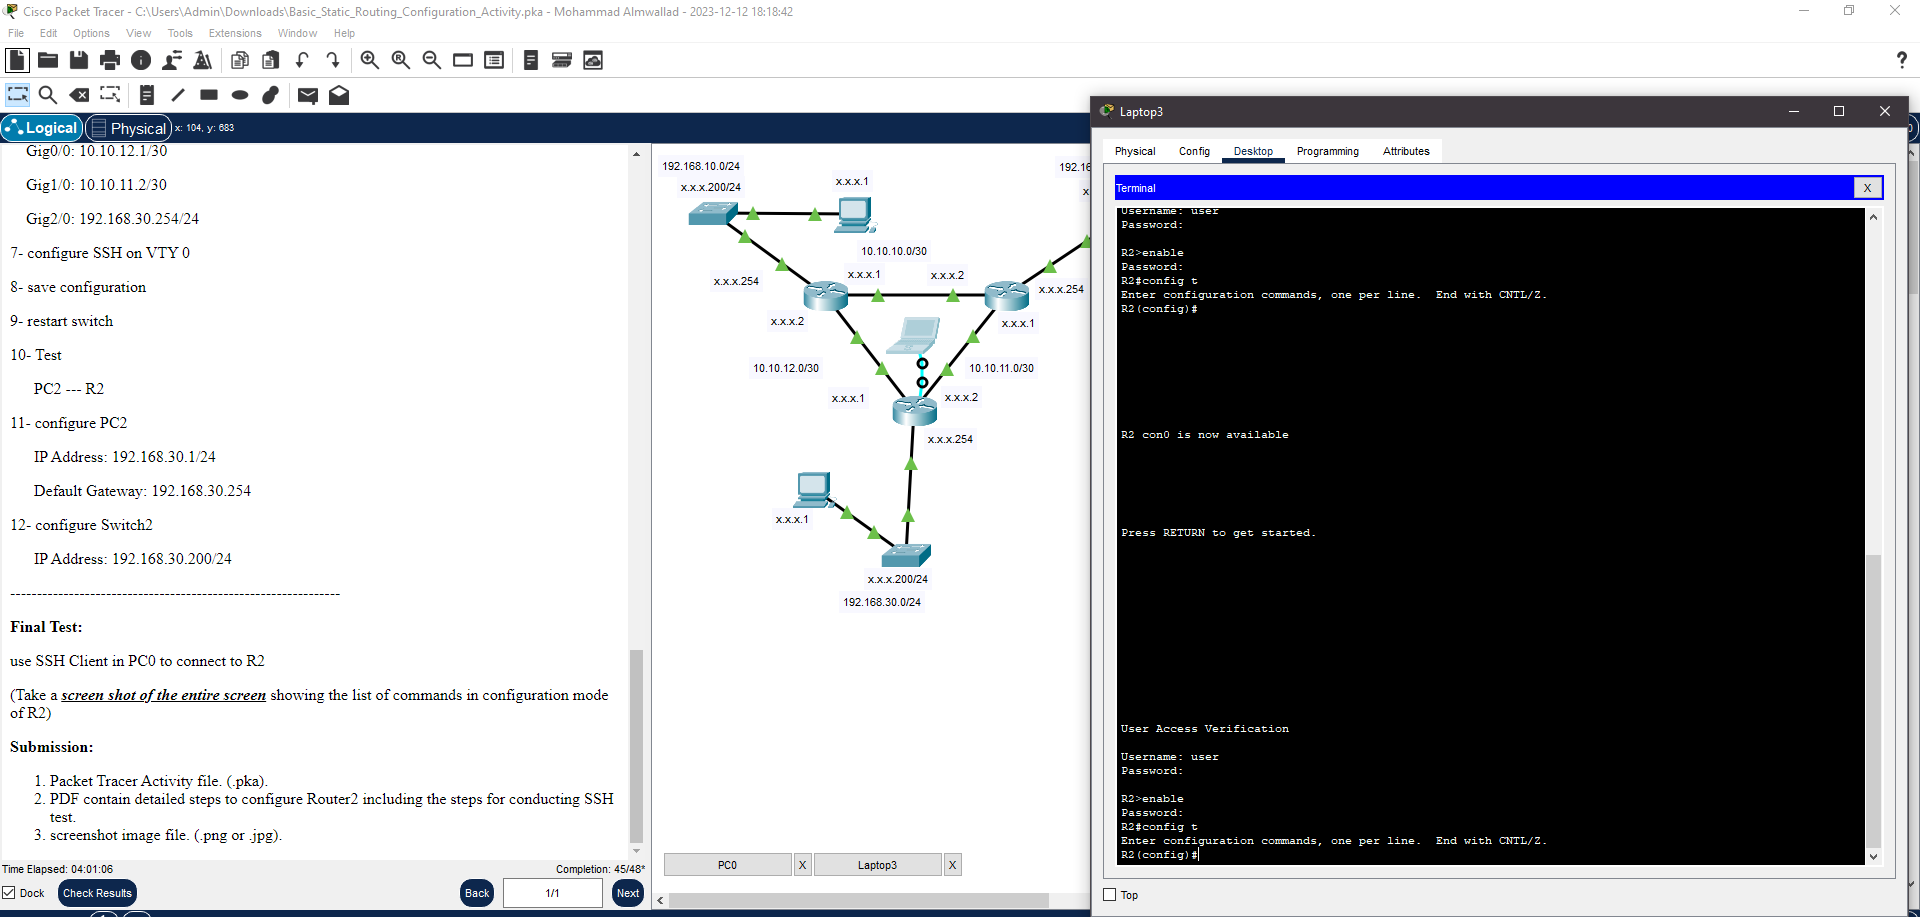 Cisco Packet Tracer - C:\Users\Admin\Downloads\Basic_Static_Routing_Configuration_Activity.pka - Mohammad Almwallad - 2023-12-12 18:18:42
File Edit Options View Tools Extensions Window Help
Logical Physical x: 104, y: 683
Gig0/0: 10.10.12.1/30
Gig1/0: 10.10.11.2/30
Gig2/0: 192.168.30.254/24
7- configure SSH on VTY 0
8- save configuration
9- restart switch
10- Test
PC2 --- R2
11- configure PC2
IP Address: 192.168.30.1/24
Default Gateway: 192.168.30.254
12- configure Switch2
IP Address: 192.168.30.200/24
---------------------------------------------------------------
Final Test:
use SSH Client in PC0 to connect to R2
(Take a screen shot of the entire screen showing the list of commands in configuration mode
of R2)
Submission:
1. Packet Tracer Activity file. (.pka).
2. PDF contain detailed steps to configure Router2 including the steps for conducting SSH
test.
3. screenshot image file. (.png or .jpg).
Time Elapsed: 04:01:06 Completion: 45/48*
Dock Check Results Back 1/1 Next
192.168.10.0/24
x.x.x.200/24
x.x.x.1
192.16
x
10.10.10.0/30
x.x.x.254
x.x.x.1
x.x.x.2
x.x.x.254
x.x.x.2
x.x.x.1
10.10.12.0/30
10.10.11.0/30
x.x.x.1
x.x.x.2
x.x.x.254
x.x.x.1
x.x.x.200/24
192.168.30.0/24
PC0 X Laptop3 X
Laptop3
Physical Config Desktop Programming Attributes
Terminal X
Username: user
Password:
R2>enable
Password:
R2#config t
Enter configuration commands, one per line. End with CNTL/Z.
R2(config)#
R2 con0 is now available
Press RETURN to get started.
User Access Verification
Username: user
Password:
R2>enable
Password:
R2#config t
Enter configuration commands, one per line. End with CNTL/Z.
R2(config)#
Top